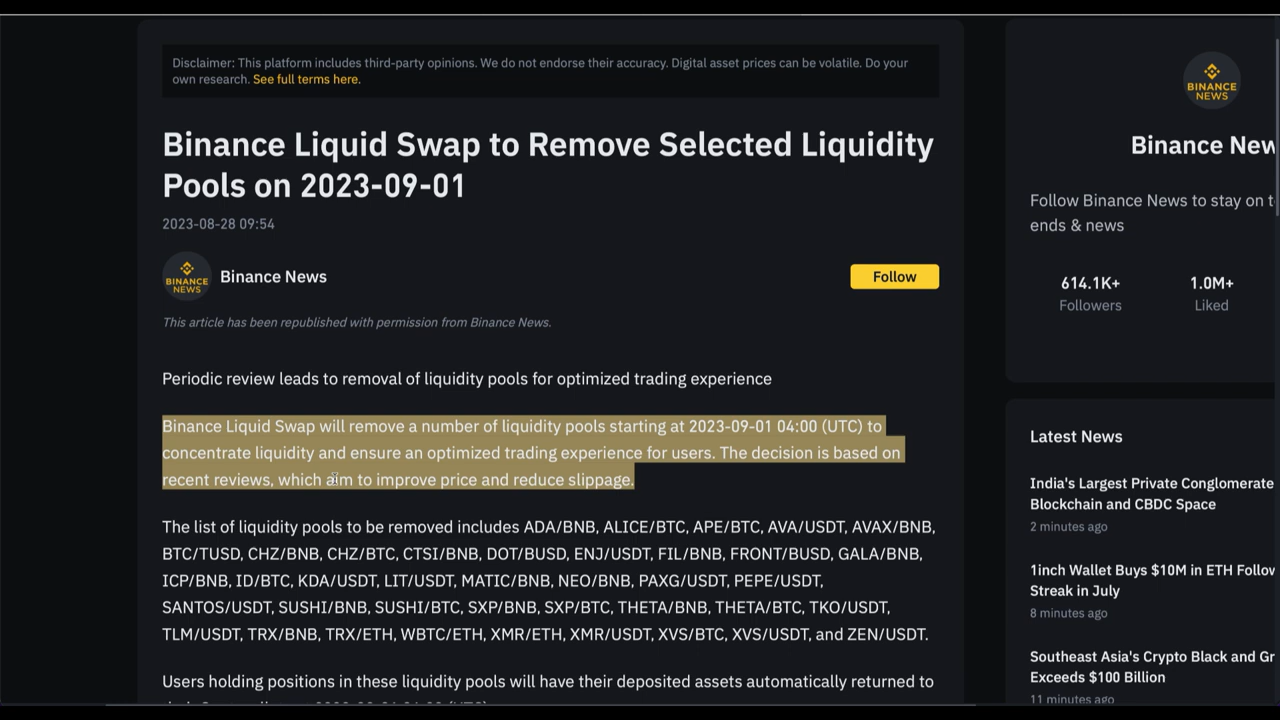 Disclaimer: This platform includes third-party opinions. We do not endorse their accuracy. Digital asset prices can be volatile. Do your
own research. See full terms here.
Binance Liquid Swap to Remove Selected Liquidity
Pools on 2023-09-01
2023-08-28 09:54
BINANCE
NEWS
Binance News
Follow
This article has been republished with permission from Binance News.
Periodic review leads to removal of liquidity pools for optimized trading experience
Binance Liquid Swap will remove a number of liquidity pools starting at 2023-09-01 04:00 (UTC) to
concentrate liquidity and ensure an optimized trading experience for users. The decision is based on
recent reviews, which aim to improve price and reduce slippage.
The list of liquidity pools to be removed includes ADA/BNB, ALICE/BTC, APE/BTC, AVA/USDT, AVAX/BNB,
BTC/TUSD, CHZ/BNB, CHZ/BTC, CTSI/BNB, DOT/BUSD, ENJ/USDT, FIL/BNB, FRONT/BUSD, GALA/BNB,
ICP/BNB, ID/BTC, KDA/USDT, LIT/USDT, MATIC/BNB, NEO/BNB, PAXG/USDT, PEPE/USDT,
SANTOS/USDT, SUSHI/BNB, SUSHI/BTC, SXP/BNB, SXP/BTC, THETA/BNB, THETA/BTC, TKO/USDT,
TLM/USDT, TRX/BNB, TRX/ETH, WBTC/ETH, XMR/ETH, XMR/USDT, XVS/BTC, XVS/USDT, and ZEN/USDT.
Users holding positions in these liquidity pools will have their deposited assets automatically returned to
BINANCE
NEWS
Binance New
Follow Binance News to stay on t
ends & news
614.1K+
Followers
1.0M+
Liked
Latest News
India's Largest Private Conglomerate
Blockchain and CBDC Space
2 minutes ago
1inch Wallet Buys $10M in ETH Follow
Streak in July
8 minutes ago
Southeast Asia's Crypto Black and Gr
Exceeds $100 Billion
11 minutes ago